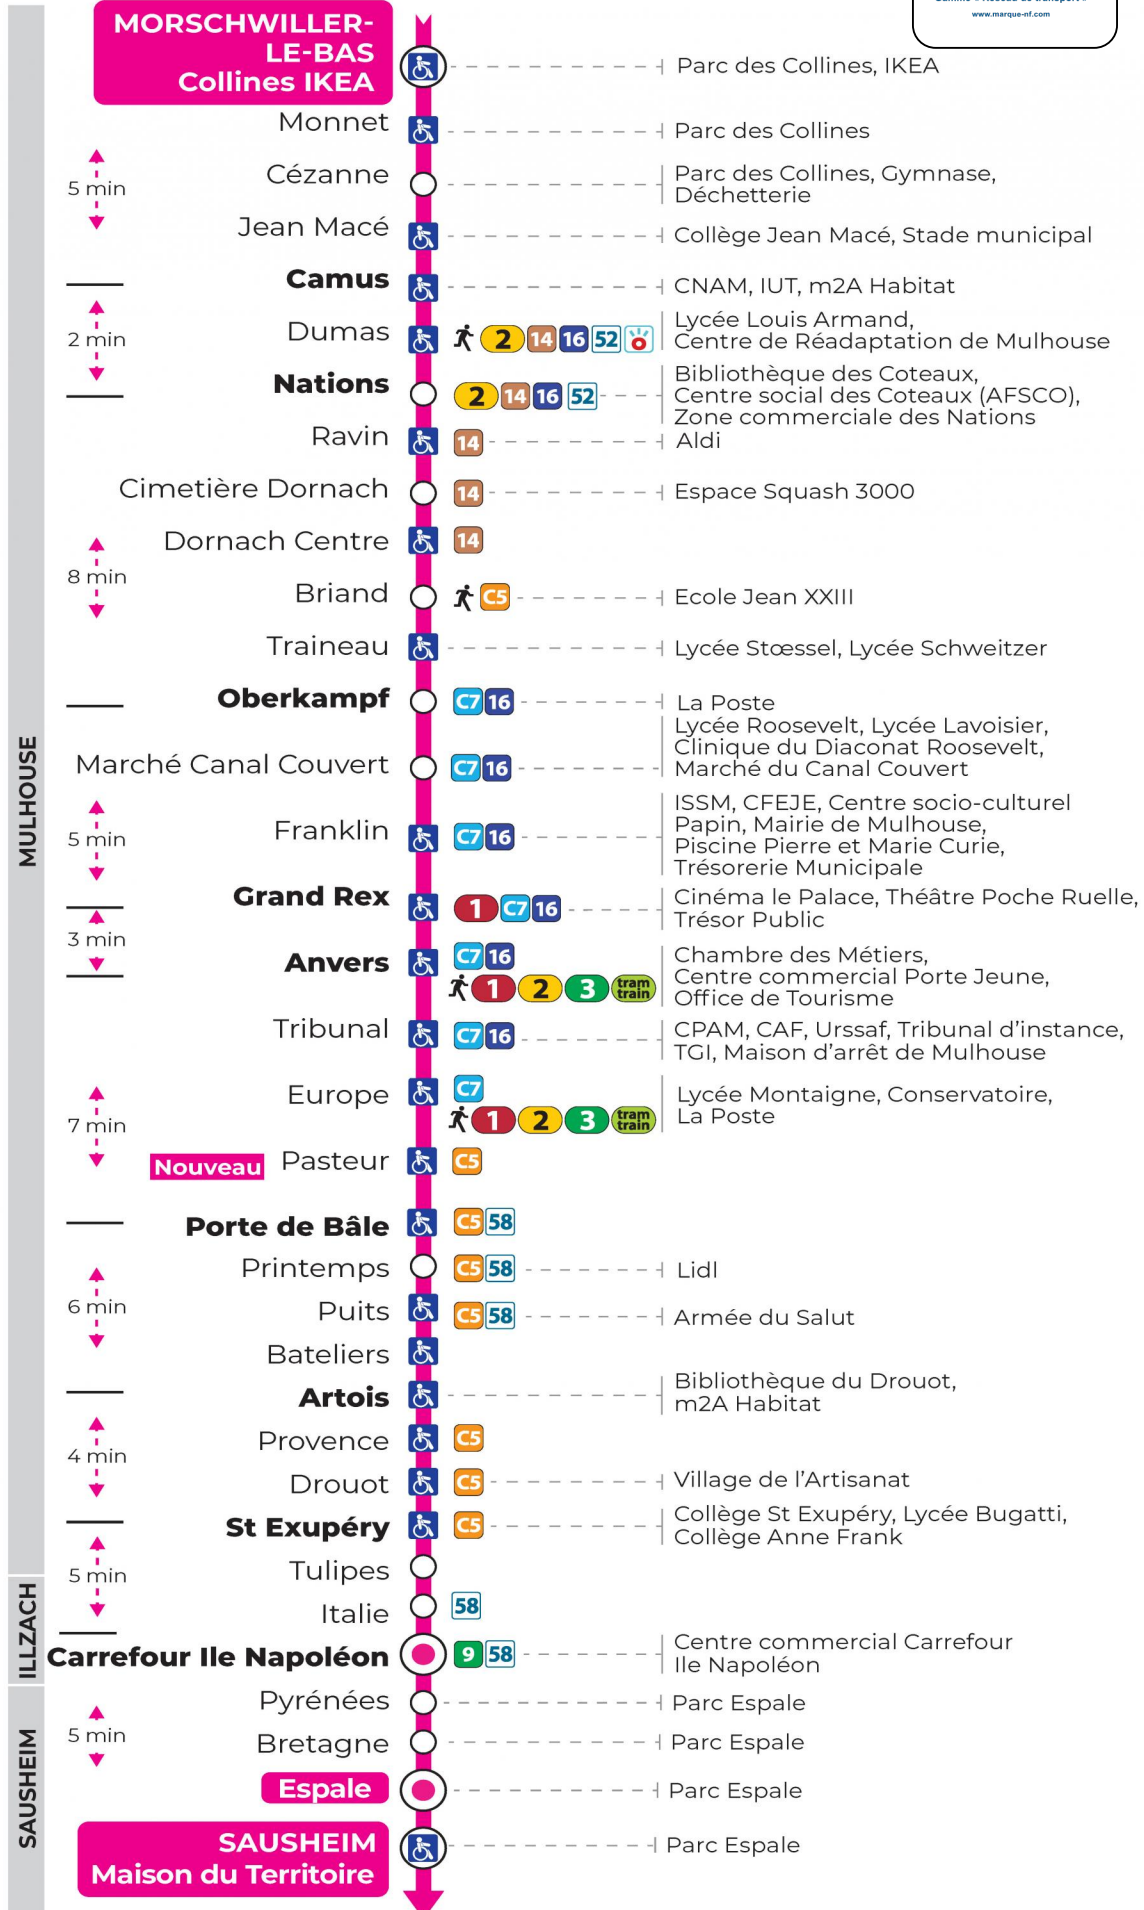 www.marque-nf.com
MORSCHWILLER-
LE-BAS
Collines IKEA
Parc des Collines, IKEA
Monnet
Parc des Collines
5 min
Cézanne
Parc des Collines, Gymnase,
Déchetterie
Jean Macé
Collège Jean Macé, Stade municipal
Camus
CNAM, IUT, m2A Habitat
2 min
Dumas
2 14 16 52
Lycée Louis Armand,
Centre de Réadaptation de Mulhouse
Nations
2 14 16 52
Bibliothèque des Coteaux,
Centre social des Coteaux (AFSCO),
Zone commerciale des Nations
Ravin
14
Aldi
Cimetière Dornach
14
Espace Squash 3000
Dornach Centre
14
8 min
Briand
C5
Ecole Jean XXIII
Traineau
Lycée Stœssel, Lycée Schweitzer
Oberkampf
C7 16
La Poste
MULHOUSE
Marché Canal Couvert
C7 16
Lycée Roosevelt, Lycée Lavoisier,
Clinique du Diaconat Roosevelt,
Marché du Canal Couvert
5 min
Franklin
C7 16
ISSM, CFEJE, Centre socio-culturel
Papin, Mairie de Mulhouse,
Piscine Pierre et Marie Curie,
Trésorerie Municipale
Grand Rex
1 C7 16
Cinéma le Palace, Théâtre Poche Ruelle,
Trésor Public
3 min
Anvers
C7 16
1 2 3 tram
train
Chambre des Métiers,
Centre commercial Porte Jeune,
Office de Tourisme
Tribunal
C7 16
CPAM, CAF, Urssaf, Tribunal d’instance,
TGI, Maison d’arrêt de Mulhouse
7 min
Europe
C7
1 2 3 tram
train
Lycée Montaigne, Conservatoire,
La Poste
Nouveau Pasteur
C5
Porte de Bâle
C5 58
Printemps
C5 58
Lidl
6 min
Puits
C5 58
Armée du Salut
Bateliers
Artois
Bibliothèque du Drouot,
m2A Habitat
Provence
C5
4 min
Drouot
C5
Village de l’Artisanat
St Exupéry
C5
Collège St Exupéry, Lycée Bugatti,
Collège Anne Frank
Tulipes
5 min
ILLZACH
Italie
58
Carrefour Ile Napoléon
9 58
Centre commercial Carrefour
Ile Napoléon
Pyrénées
Parc Espale
5 min
Bretagne
Parc Espale
SAUSHEIM
Espale
Parc Espale
SAUSHEIM
Maison du Territoire
Parc Espale